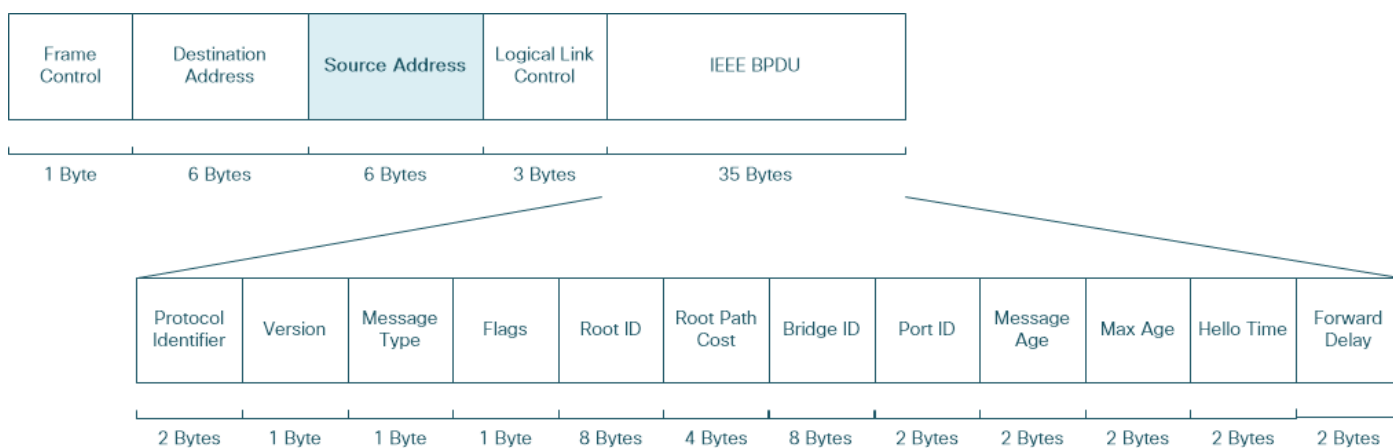 Frame
Control
Destination
Address
Source Address
Logical Link
Control
IEEE BPDU
1 Byte
6 Bytes
6 Bytes
3 Bytes
35 Bytes
Protocol
Identifier
Version
Message
Type
Flags
Root ID
Root Path
Cost
Bridge ID
Port ID
Message
Age
Max Age
Hello Time
Forward
Delay
2 Bytes
1 Byte
1 Byte
1 Byte
8 Bytes
4 Bytes
8 Bytes
2 Bytes
2 Bytes
2 Bytes
2 Bytes
2 Bytes